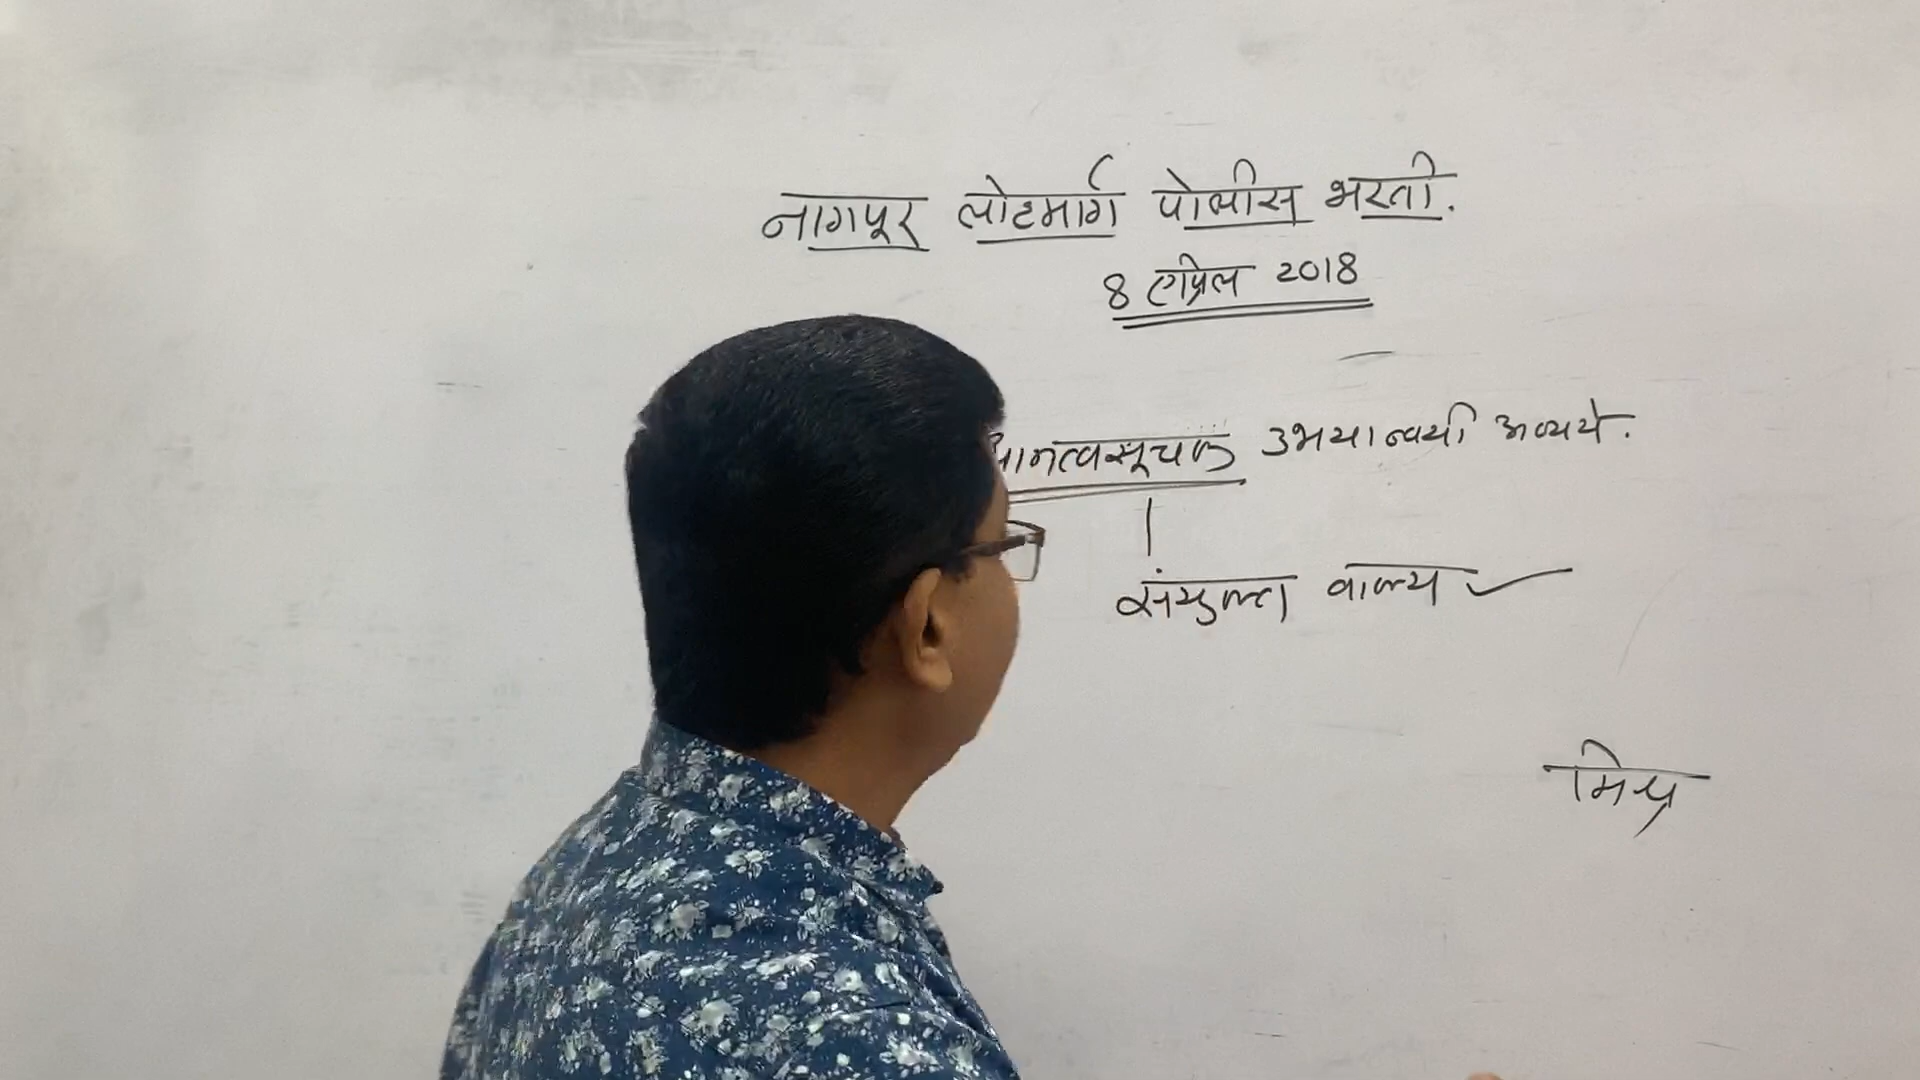 नागपूर लोहमार्ग पोलीस भरती.
8 एप्रिल 2018
उभयान्वयी अव्यये.
संयुक्त वाक्य
मिश्र